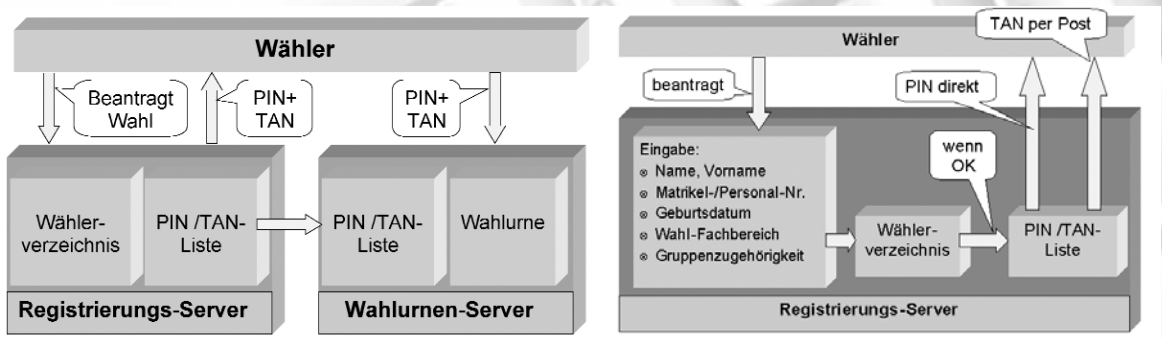 Wähler
Beantragt
Wahl
PIN+
TAN
PIN+
TAN
Wähler-
verzeichnis
PIN /TAN-
Liste
PIN /TAN-
Liste
Wahlurne
Registrierungs-Server
Wahlurnen-Server
TAN per Post
Wähler
beantragt
PIN direkt
wenn
OK
Eingabe:
⊗ Name, Vorname
⊗ Matrikel-/Personal-Nr.
⊗ Geburtsdatum
⊗ Wahl-Fachbereich
⊗ Gruppenzugehörigkeit
Wähler-
verzeichnis
PIN /TAN-
Liste
Registrierungs-Server